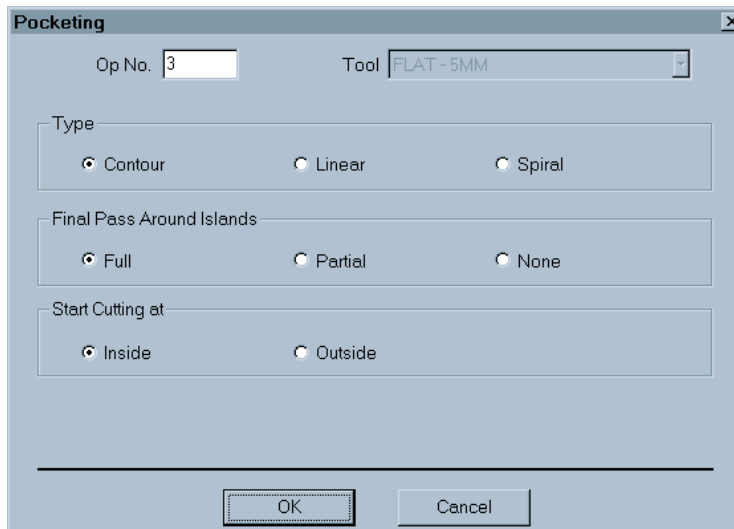 Pocketing
Op No. 3 Tool FLAT - 5MM
Type
Contour Linear Spiral
Final Pass Around Islands
Full Partial None
Start Cutting at
Inside Outside
OK Cancel